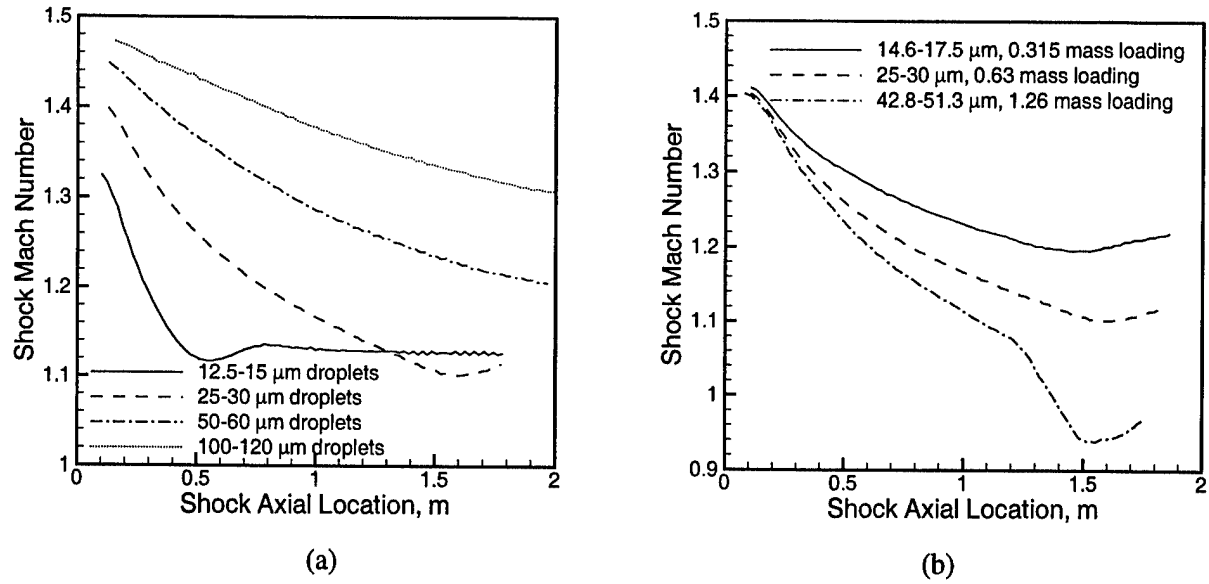 1.5
1.4
1.3
1.2
1.1
1
Shock Mach Number
12.5-15 μm droplets
25-30 μm droplets
50-60 μm droplets
100-120 μm droplets
0 0.5 1 1.5 2
Shock Axial Location, m
(a)
1.5
1.4
1.3
1.2
1.1
1
0.9
Shock Mach Number
14.6-17.5 μm, 0.315 mass loading
25-30 μm, 0.63 mass loading
42.8-51.3 μm, 1.26 mass loading
0 0.5 1 1.5 2
Shock Axial Location, m
(b)